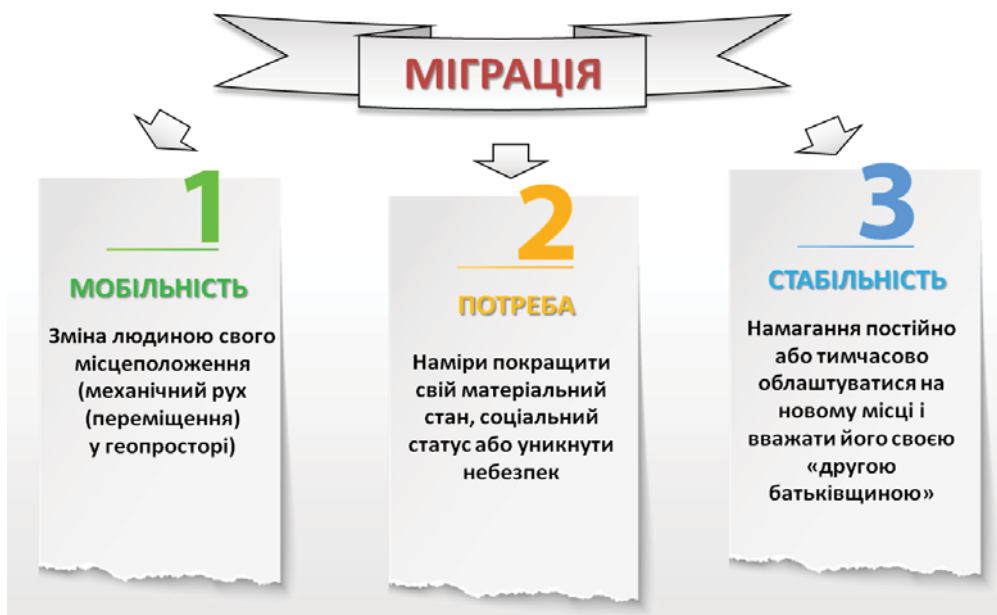 МІГРАЦІЯ
1
МОБІЛЬНІСТЬ
Зміна людиною свого
місцеположення
(механічний рух
(переміщення)
у геопросторі)
2
ПОТРЕБА
Наміри покращити
свій матеріальний
стан, соціальний
статус або уникнути
небезпек
3
СТАБІЛЬНІСТЬ
Намагання постійно
або тимчасово
облаштуватися на
новому місці і
вважати його своєю
«другою
батьківщиною»